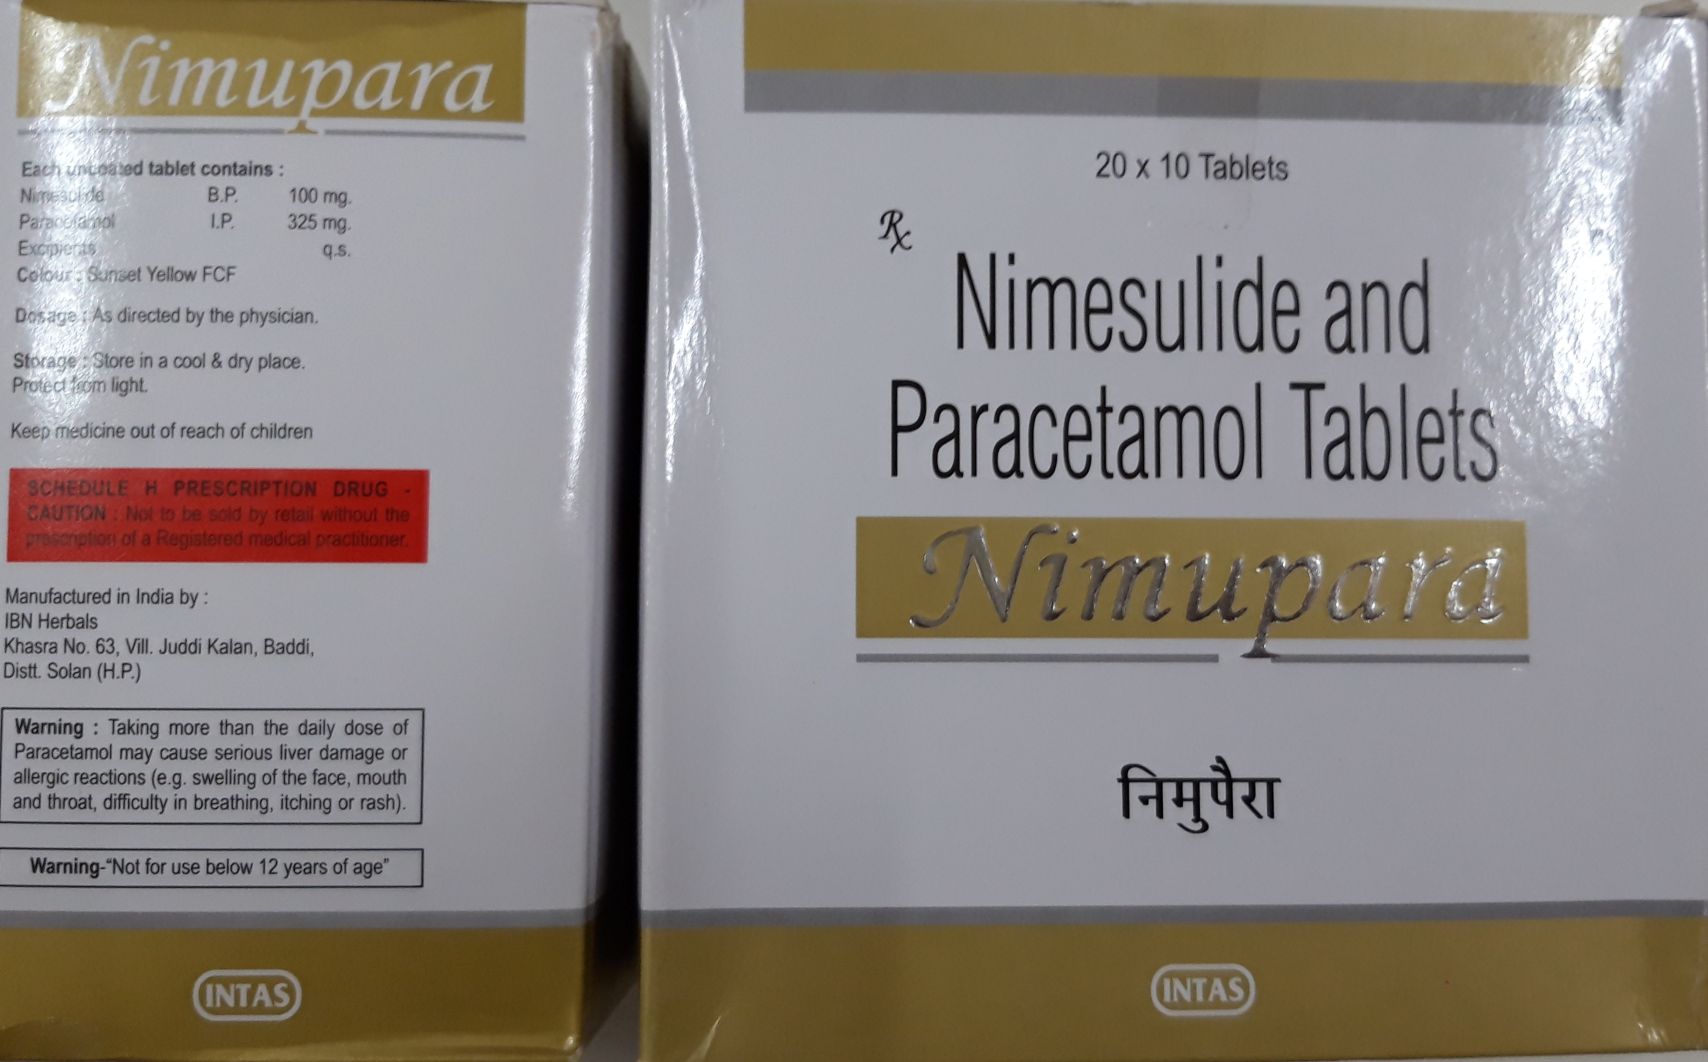 Nimupara
Each uncoated tablet contains :
Nimesulide B.P. 100 mg.
Paracetamol I.P. 325 mg.
Excipients q.s.
Colour : Sunset Yellow FCF
Dosage : As directed by the physician.
Storage : Store in a cool & dry place.
Protect from light.
Keep medicine out of reach of children
SCHEDULE H PRESCRIPTION DRUG -
CAUTION : Not to be sold by retail without the
prescription of a Registered medical practitioner.
Manufactured in India by :
IBN Herbals
Khasra No. 63, Vill. Juddi Kalan, Baddi,
Distt. Solan (H.P.)
Warning : Taking more than the daily dose of
Paracetamol may cause serious liver damage or
allergic reactions (e.g. swelling of the face, mouth
and throat, difficulty in breathing, itching or rash).
Warning-“Not for use below 12 years of age”
INTAS
20 x 10 Tablets
Rx
Nimesulide and
Paracetamol Tablets
Nimupara
निमुपैरा
INTAS